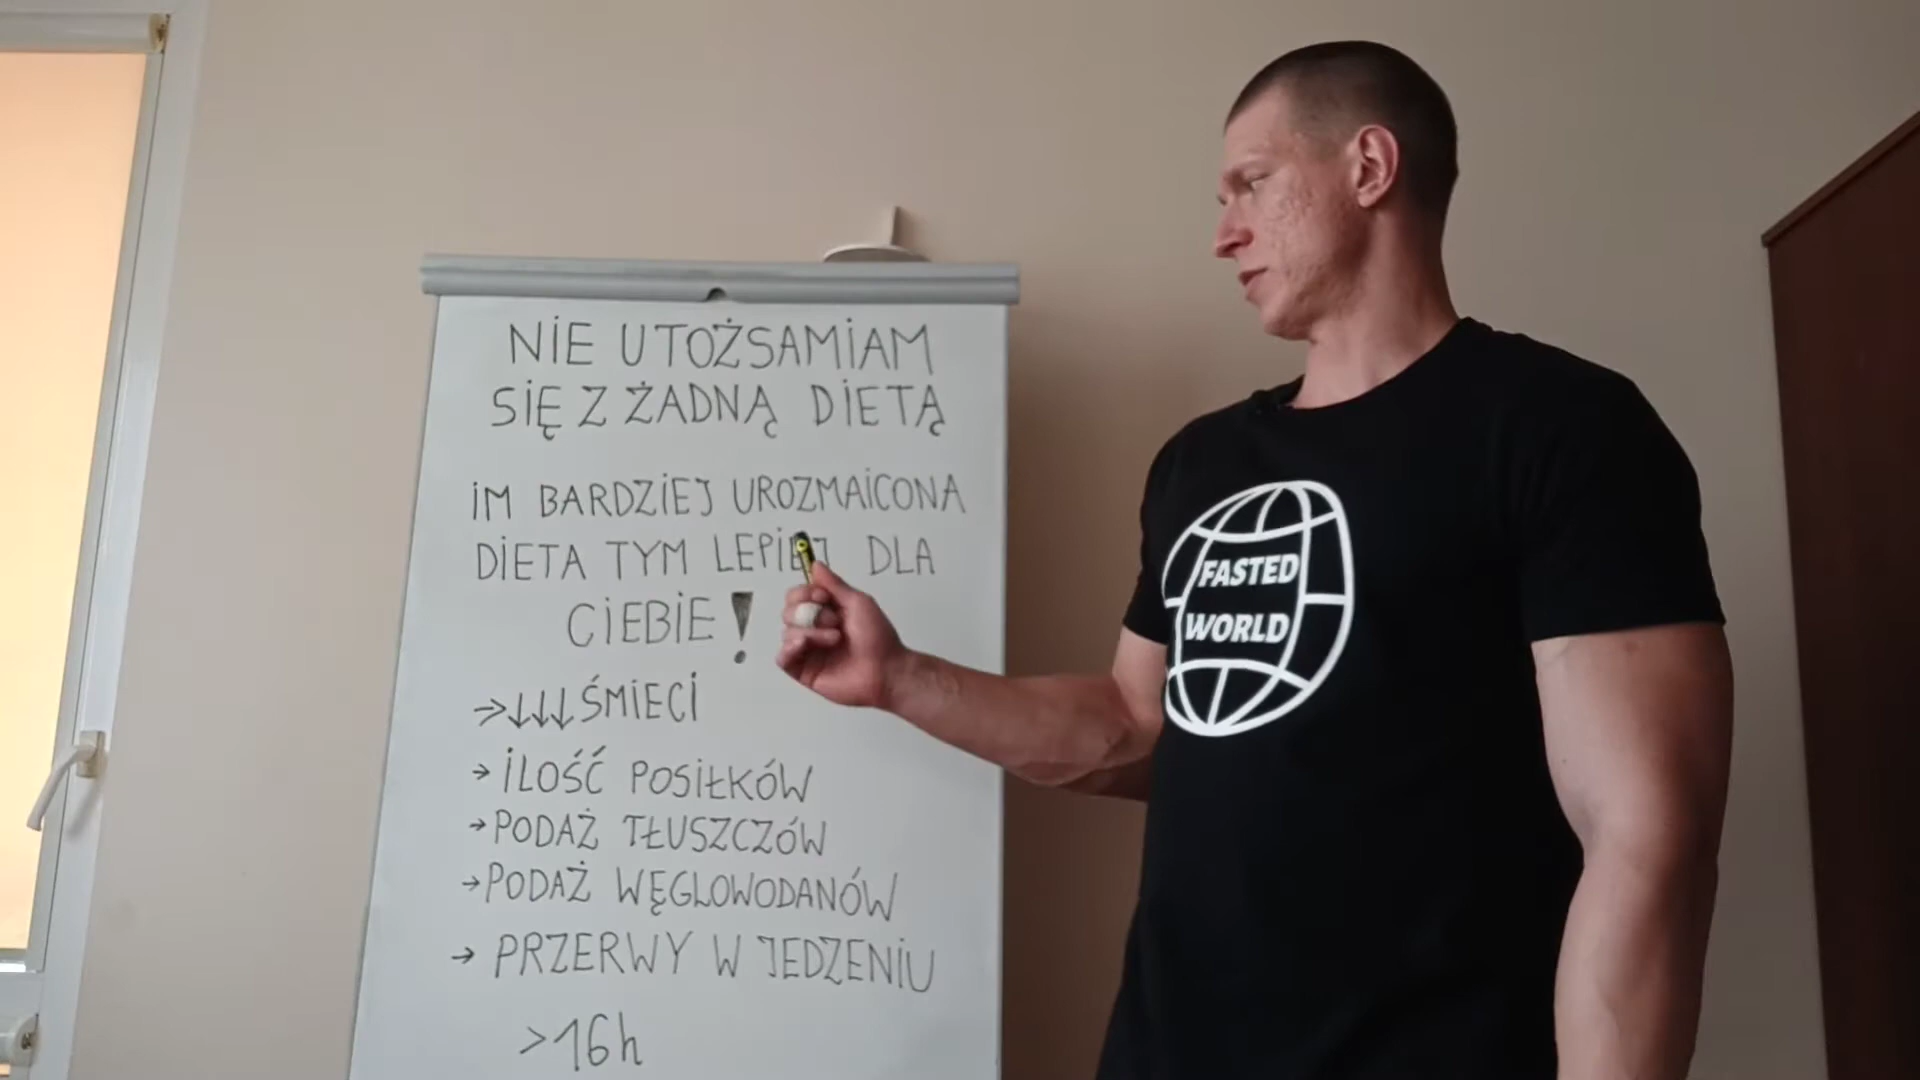 NIE UTOŻSAMIAM
SIĘ Z ŻADNĄ DIETĄ
IM BARDZIEJ UROZMAICONA
DIETA TYM LEPIEJ DLA
CIEBIE!
→↓↓↓ŚMIECI
→ ILOŚĆ POSIŁKÓW
→PODAŻ TŁUSZCZÓW
→PODAŻ WĘGLOWODANÓW
→ PRZERWY W JEDZENIU
>16h
FASTED
WORLD